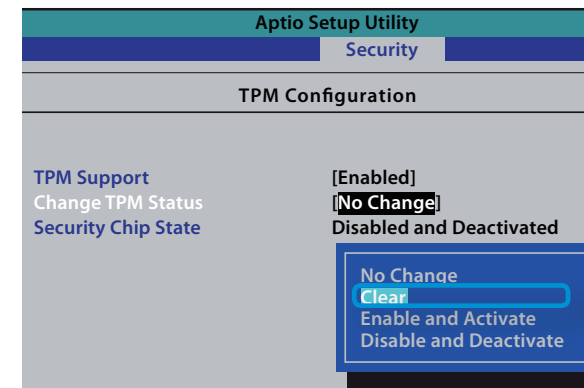 Aptio Setup Utility
Security
TPM Configuration
TPM Support [Enabled]
Change TPM Status [No Change]
Security Chip State Disabled and Deactivated
No Change
Clear
Enable and Activate
Disable and Deactivate